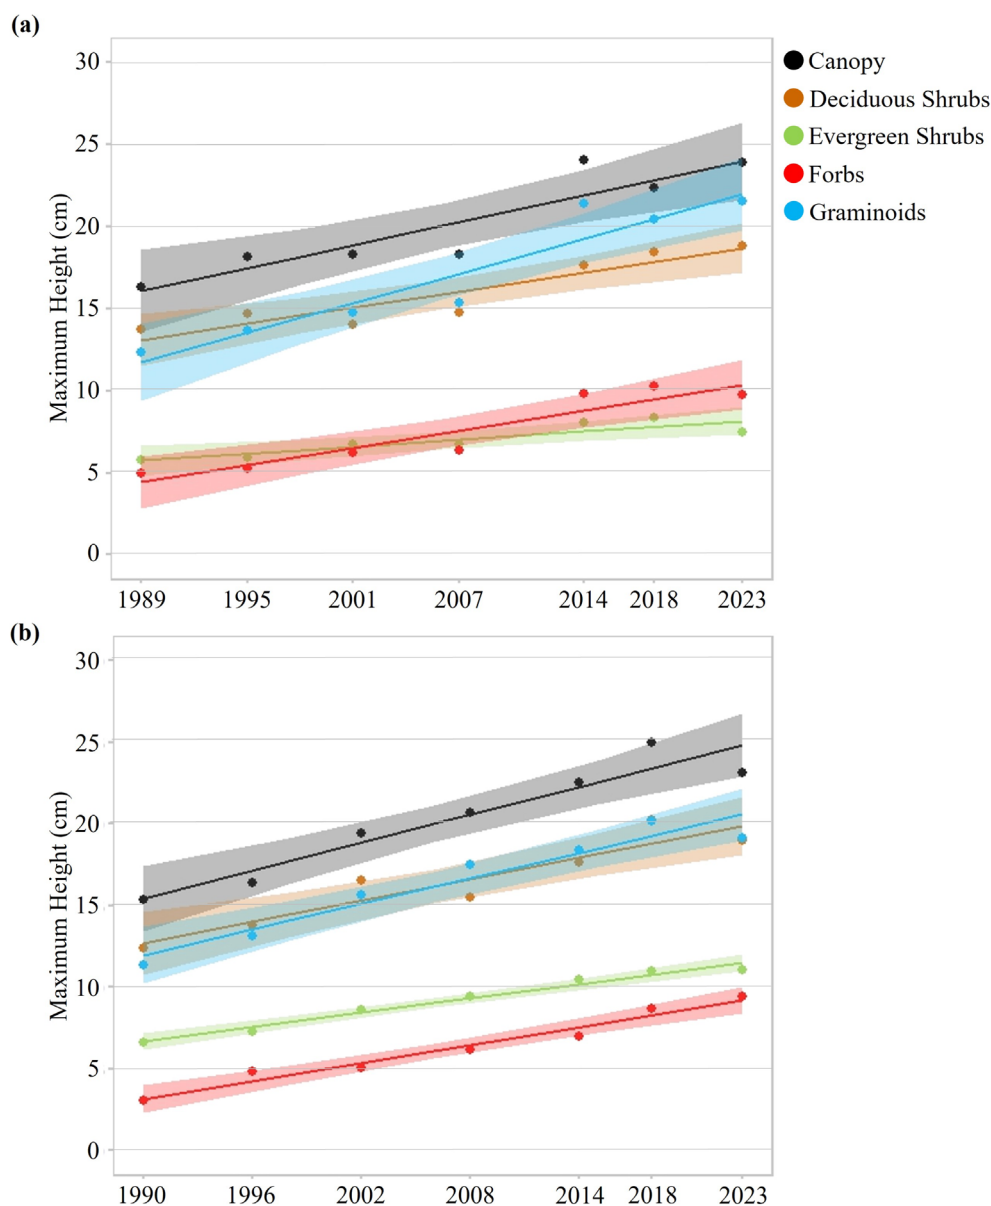 (a)
30
25
20
15
10
5
0
Maximum Height (cm)
1989 1995 2001 2007 2014 2018 2023
Canopy
Deciduous Shrubs
Evergreen Shrubs
Forbs
Graminoids
(b)
30
25
20
15
10
5
0
Maximum Height (cm)
1990 1996 2002 2008 2014 2018 2023